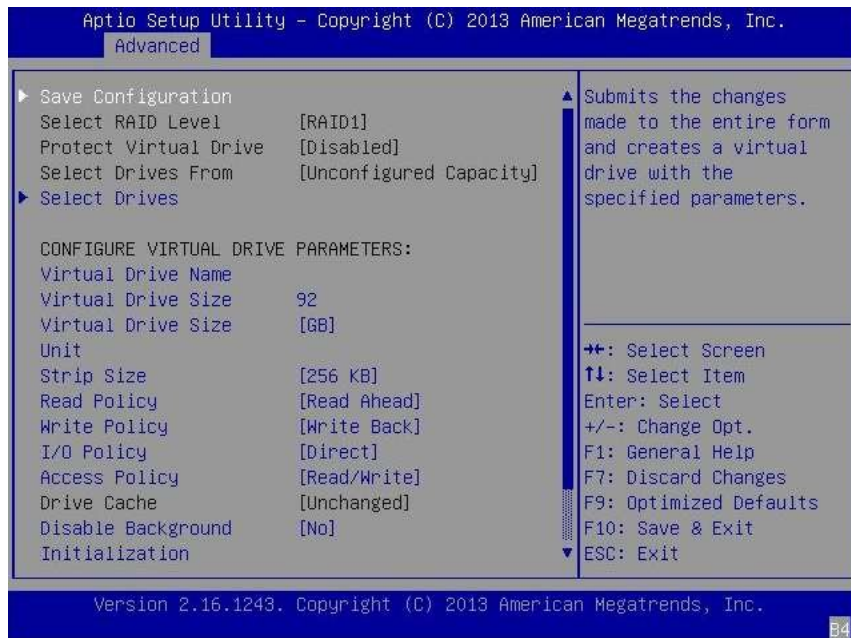 Aptio Setup Utility – Copyright (C) 2013 American Megatrends, Inc.
Advanced
Save Configuration
Select RAID Level [RAID1]
Protect Virtual Drive [Disabled]
Select Drives From [Unconfigured Capacity]
Select Drives
CONFIGURE VIRTUAL DRIVE PARAMETERS:
Virtual Drive Name
Virtual Drive Size 92
Virtual Drive Size [GB]
Unit
Strip Size [256 KB]
Read Policy [Read Ahead]
Write Policy [Write Back]
I/O Policy [Direct]
Access Policy [Read/Write]
Drive Cache [Unchanged]
Disable Background [No]
Initialization
Submits the changes
made to the entire form
and creates a virtual
drive with the
specified parameters.
→←: Select Screen
↑↓: Select Item
Enter: Select
+/-: Change Opt.
F1: General Help
F7: Discard Changes
F9: Optimized Defaults
F10: Save & Exit
ESC: Exit
Version 2.16.1243. Copyright (C) 2013 American Megatrends, Inc.
B4